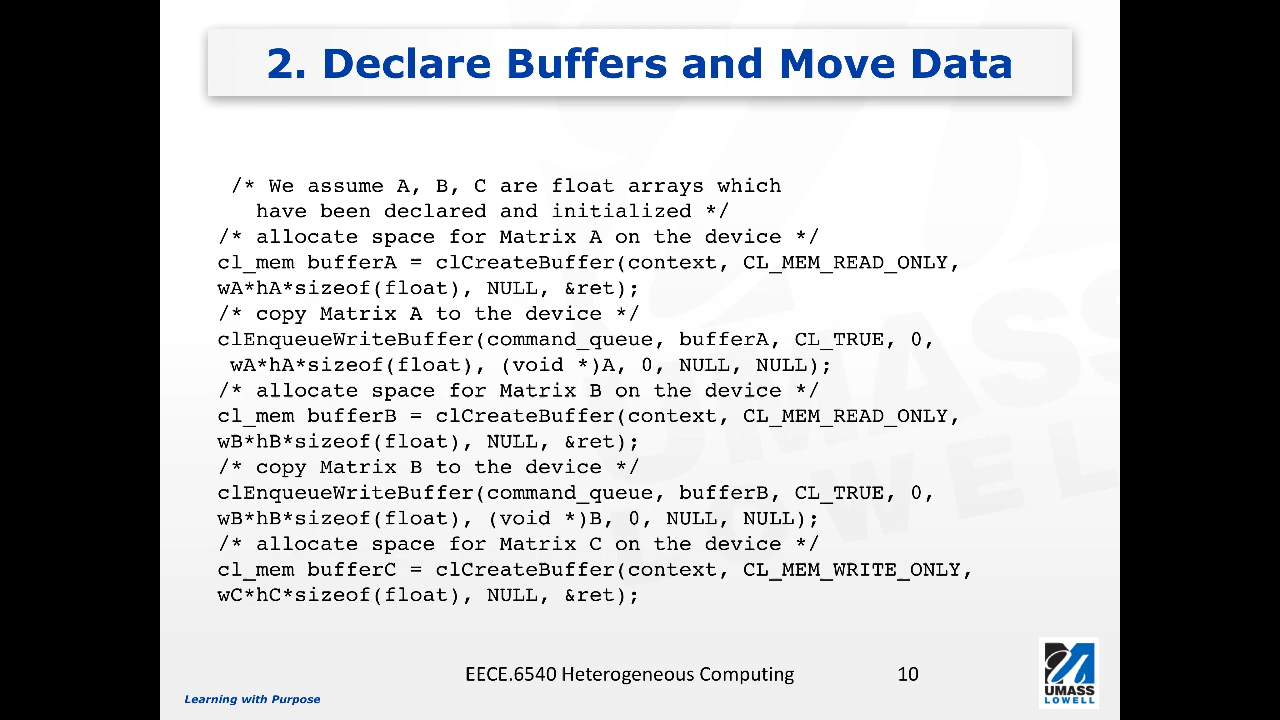 2. Declare Buffers and Move Data
/* We assume A, B, C are float arrays which
have been declared and initialized */
/* allocate space for Matrix A on the device */
cl_mem bufferA = clCreateBuffer(context, CL_MEM_READ_ONLY,
wA*hA*sizeof(float), NULL, &ret);
/* copy Matrix A to the device */
clEnqueueWriteBuffer(command_queue, bufferA, CL_TRUE, 0,
wA*hA*sizeof(float), (void *)A, 0, NULL, NULL);
/* allocate space for Matrix B on the device */
cl_mem bufferB = clCreateBuffer(context, CL_MEM_READ_ONLY,
wB*hB*sizeof(float), NULL, &ret);
/* copy Matrix B to the device */
clEnqueueWriteBuffer(command_queue, bufferB, CL_TRUE, 0,
wB*hB*sizeof(float), (void *)B, 0, NULL, NULL);
/* allocate space for Matrix C on the device */
cl_mem bufferC = clCreateBuffer(context, CL_MEM_WRITE_ONLY,
wC*hC*sizeof(float), NULL, &ret);
UMASS
LOWELL
EECE.6540 Heterogeneous Computing 10
Learning with Purpose
UMASS
LOWELL